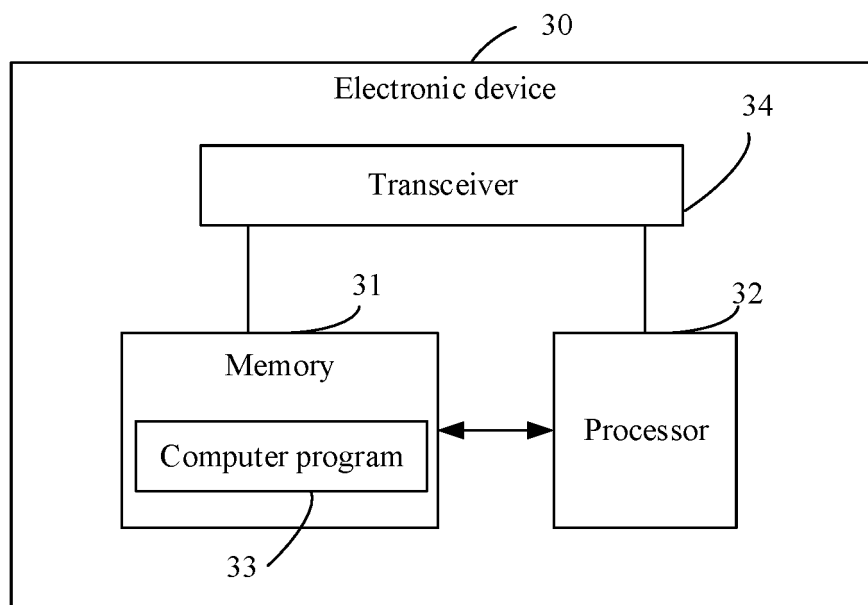 30
Electronic device
34
Transceiver
31
32
Memory
Processor
Computer program
33